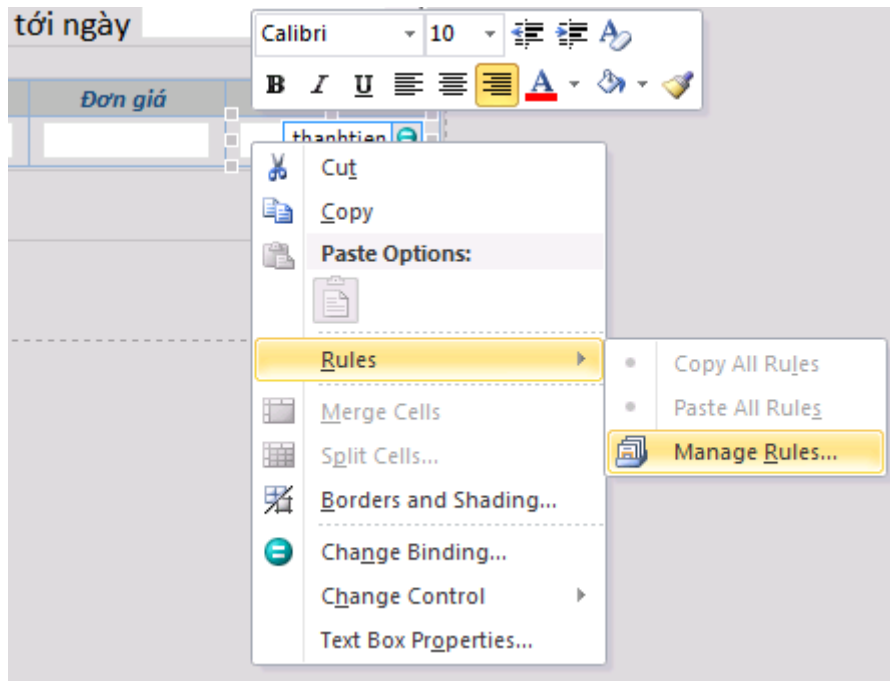 tới ngày
Calibri 10
B I U A
Đơn giá
thanhtien
Cut
Copy
Paste Options:
Rules
Copy All Rules
Merge Cells
Paste All Rules
Split Cells...
Manage Rules...
Borders and Shading...
Change Binding...
Change Control
Text Box Properties...